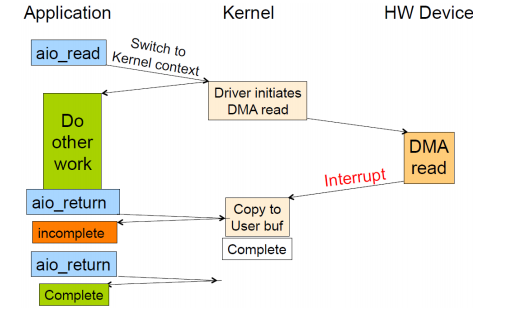 Application
Kernel
HW Device
aio_read
Switch to
Kernel context
Driver initiates
DMA read
Do
other
work
DMA
read
Interrupt
aio_return
Copy to
User buf
incomplete
Complete
aio_return
Complete